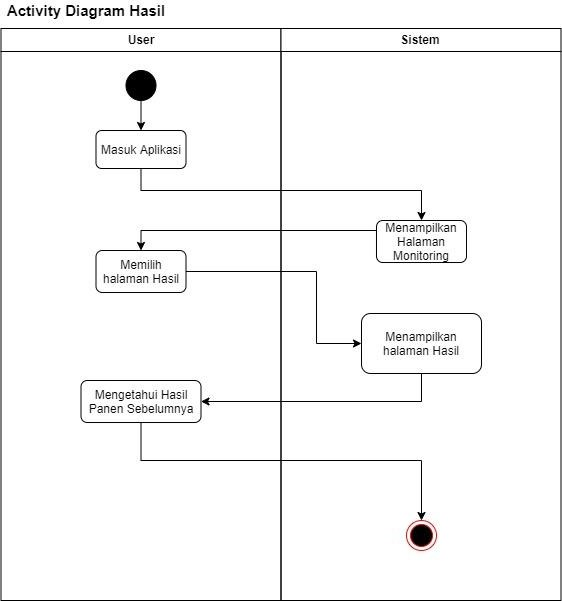 Activity Diagram Hasil
User
Sistem
Masuk Aplikasi
Menampilkan
Halaman
Monitoring
Memilih
halaman Hasil
Menampilkan
halaman Hasil
Mengetahui Hasil
Panen Sebelumnya